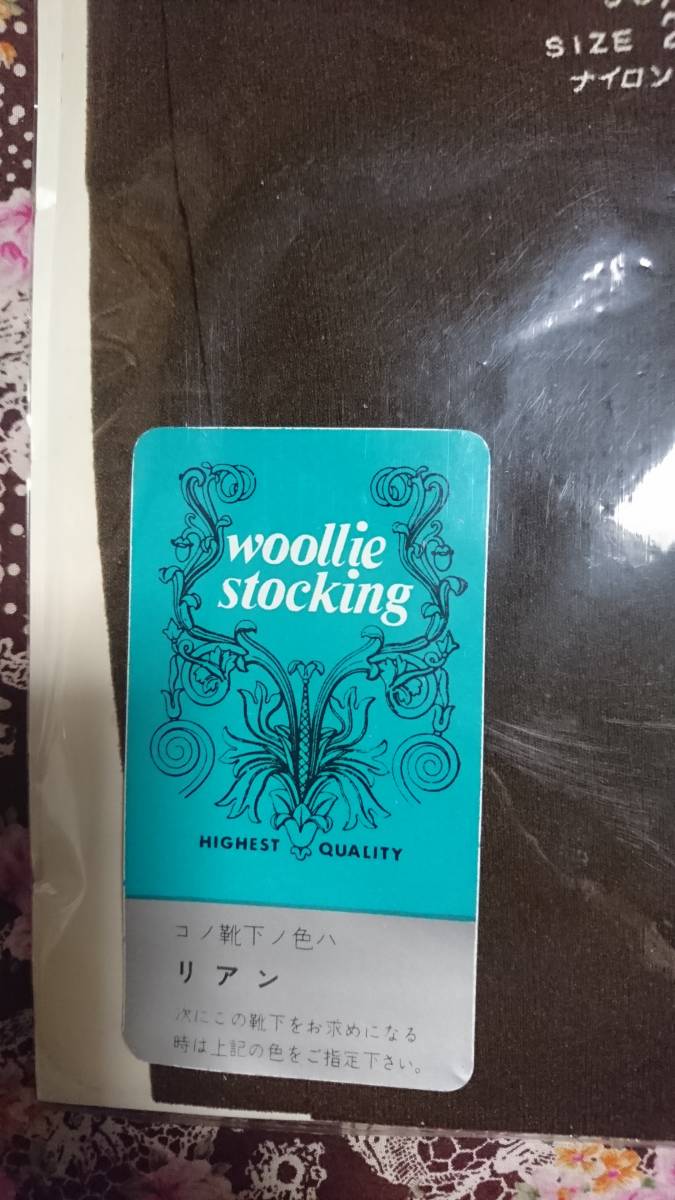 SIZE
ナイロン
woollie
stocking
HIGHEST QUALITY
コノ靴下ノ色ハ
リアン
次にこの靴下をお求めになる
時は上記の色をご指定下さい。